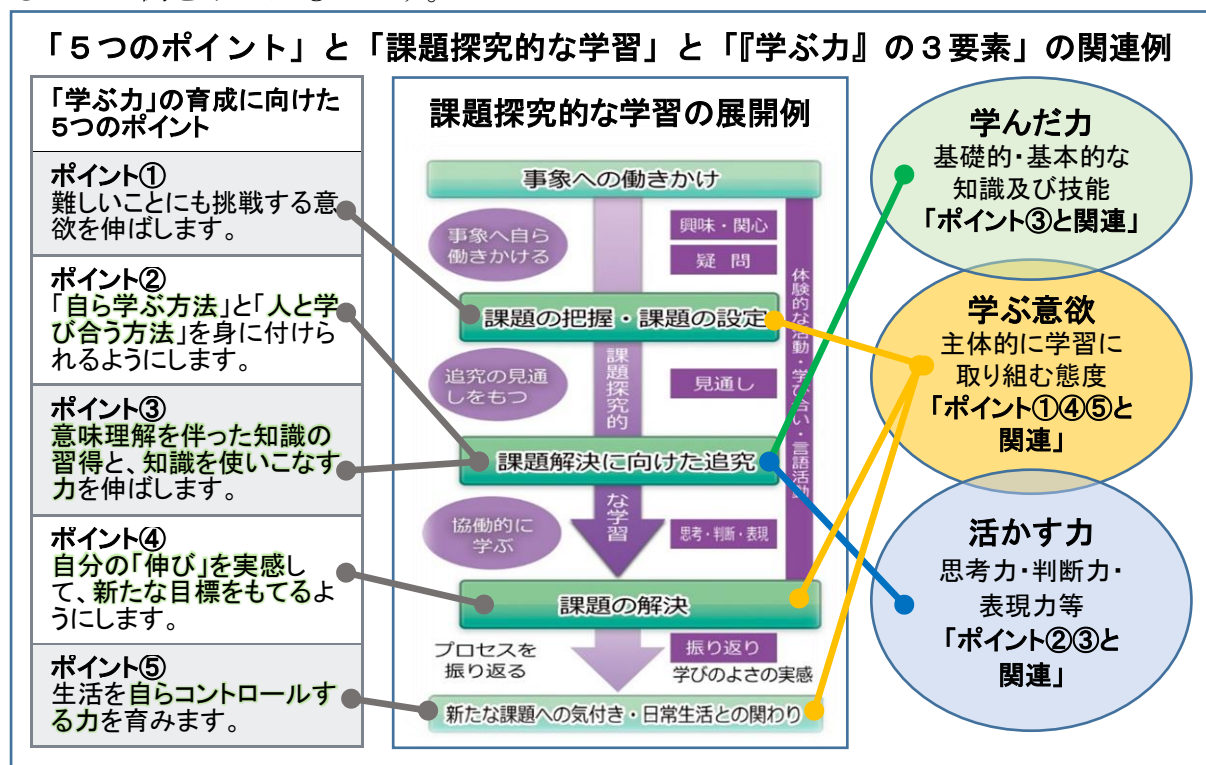 「５つのポイント」と「課題探究的な学習」と「『学ぶ力』の３要素」の関連例
「学ぶ力」の育成に向けた
５つのポイント
ポイント①
難しいことにも挑戦する意
欲を伸ばします。
ポイント②
「自ら学ぶ方法」と「人と学
び合う方法」を身に付けら
れるようにします。
ポイント③
意味理解を伴った知識の
習得と、知識を使いこなす
力を伸ばします。
ポイント④
自分の「伸び」を実感し
て、新たな目標をもてるよ
うにします。
ポイント⑤
生活を自らコントロールす
る力を育みます。
課題探究的な学習の展開例
事象への働きかけ
事象へ自ら
働きかける
興味・関心
疑 問
課題の把握・課題の設定
追究の見通
しをもつ
見通し
課題解決に向けた追究
協働的に
学ぶ
思考・判断・表現
課題の解決
プロセスを
振り返る
振り返り
学びのよさの実感
新たな課題への気付き・日常生活との関わり
課題探究的な学習
体験的な活動・学び合い・言語活動
学んだ力
基礎的・基本的な
知識及び技能
「ポイント③と関連」
学ぶ意欲
主体的に学習に
取り組む態度
「ポイント①④⑤と
関連」
活かす力
思考力・判断力・
表現力等
「ポイント②③と
関連」